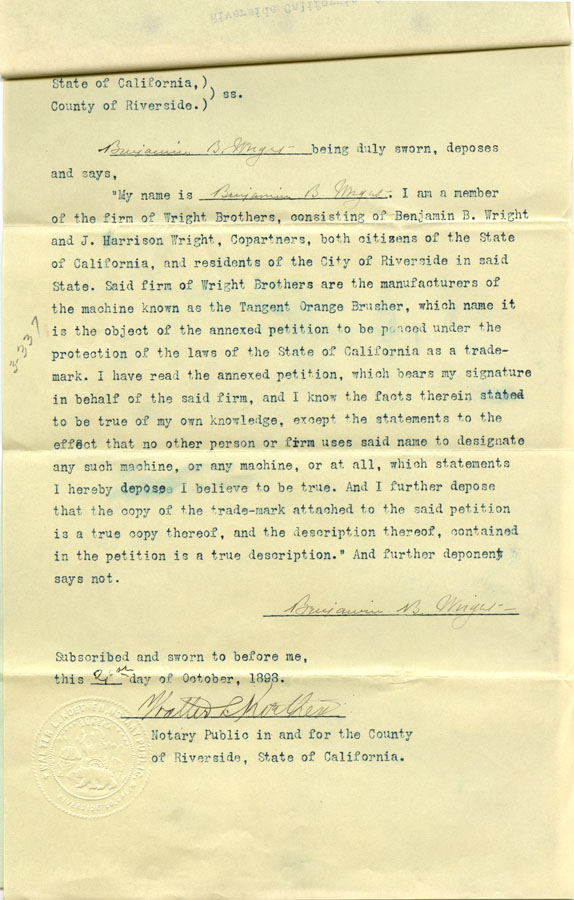 Riverside California
State of California,)
) ss.
County of Riverside.)
Benjamin B. Wright being duly sworn, deposes
and says,
"My name is Benjamin B. Wright. I am a member
of the firm of Wright Brothers, consisting of Benjamin B. Wright
and J. Harrison Wright, Copartners, both citizens of the State
of California, and residents of the City of Riverside in said
State. Said firm of Wright Brothers are the manufacturers of
the machine known as the Tangent Orange Brusher, which name it
is the object of the annexed petition to be placed under the
protection of the laws of the State of California as a trade-
mark. I have read the annexed petition, which bears my signature
in behalf of the said firm, and I know the facts therein stated
to be true of my own knowledge, except the statements to the
effect that no other person or firm uses said name to designate
any such machine, or any machine, or at all, which statements
I hereby depose I believe to be true. And I further depose
that the copy of the trade-mark attached to the said petition
is a true copy thereof, and the description thereof, contained
in the petition is a true description." And further deponent
says not.
Benjamin B. Wright
Subscribed and sworn to before me,
this day of October, 1898.
Notary Public in and for the County
of Riverside, State of California.
3337